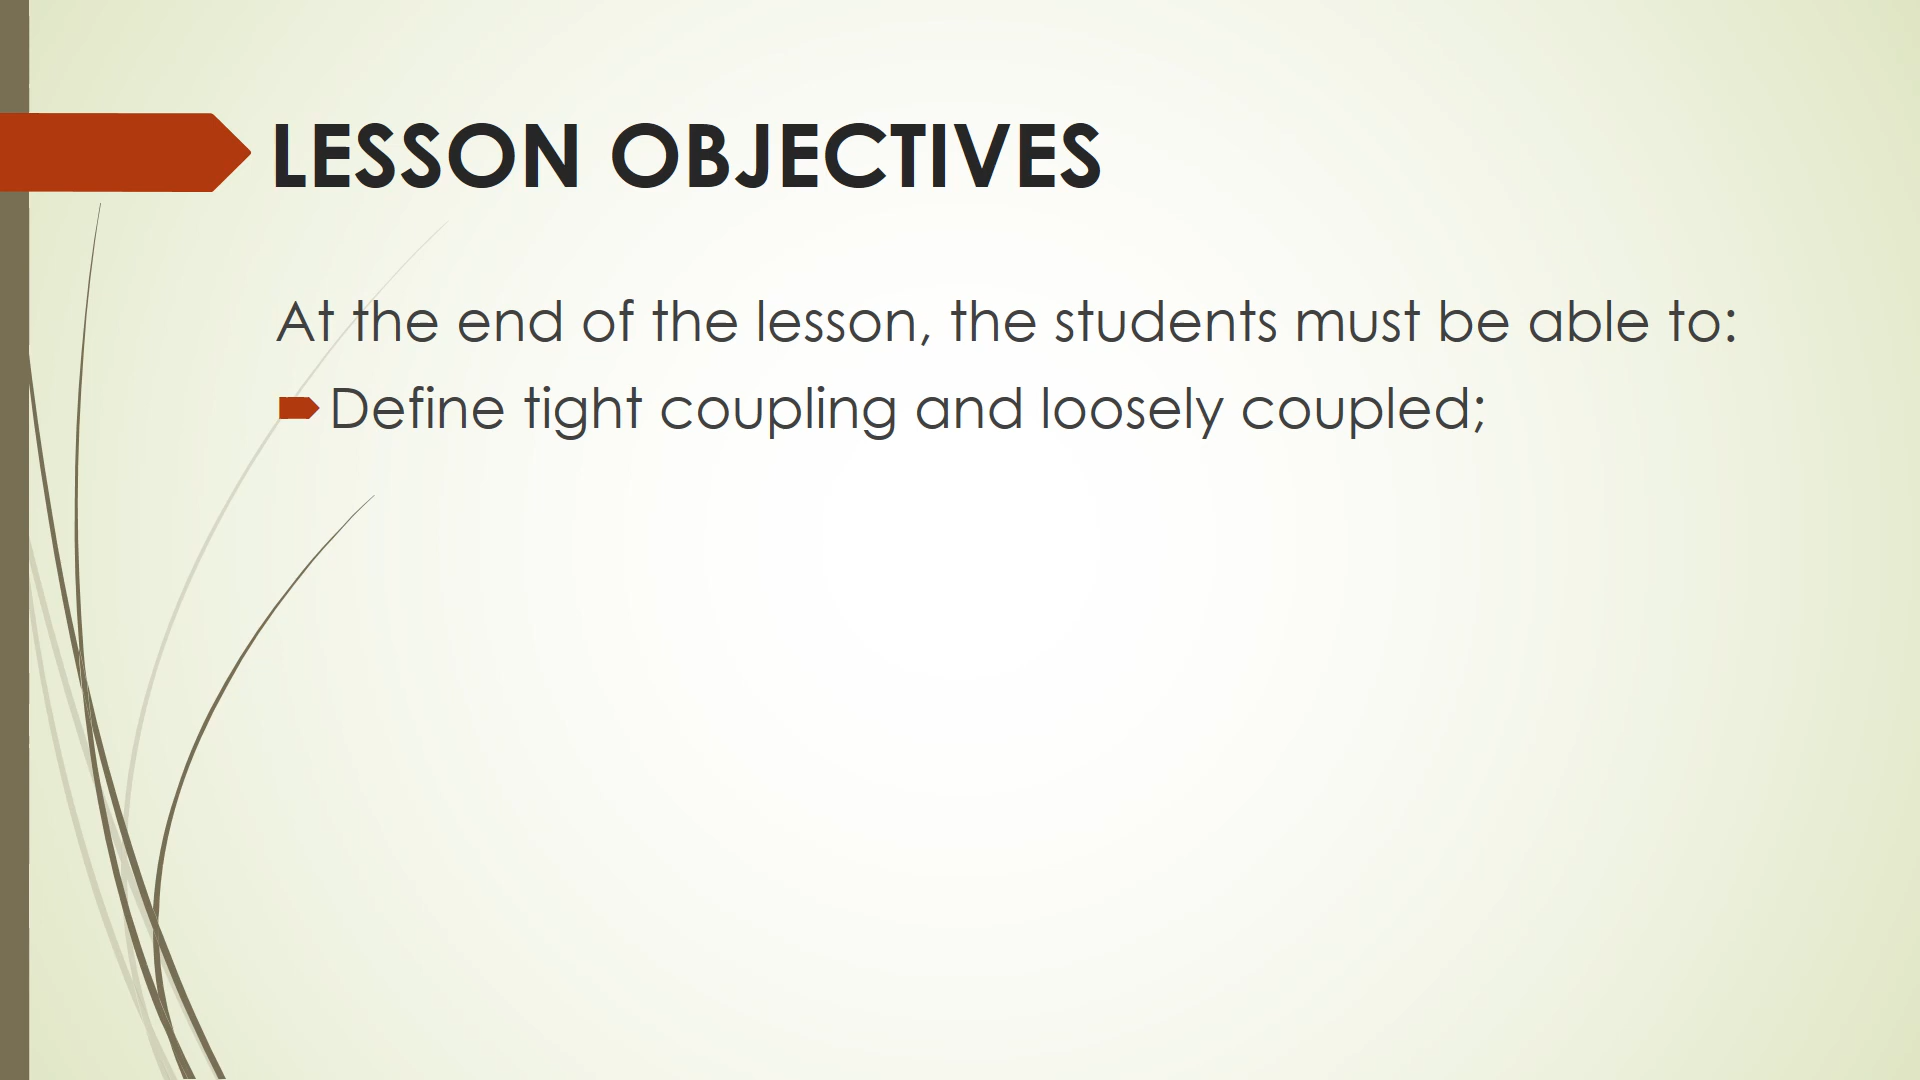 LESSON OBJECTIVES
At the end of the lesson, the students must be able to:
Define tight coupling and loosely coupled;